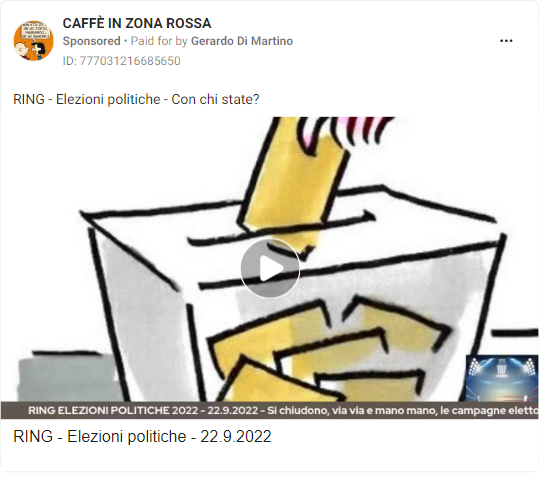 CAFFÈ IN ZONA ROSSA
Sponsored • Paid for by Gerardo Di Martino
ID: 777031216685650
RING - Elezioni politiche - Con chi state?
RING ELEZIONI POLITICHE 2022 - 22.9.2022 - Si chiudono, via via e mano mano, le campagne eletto
RING - Elezioni politiche - 22.9.2022